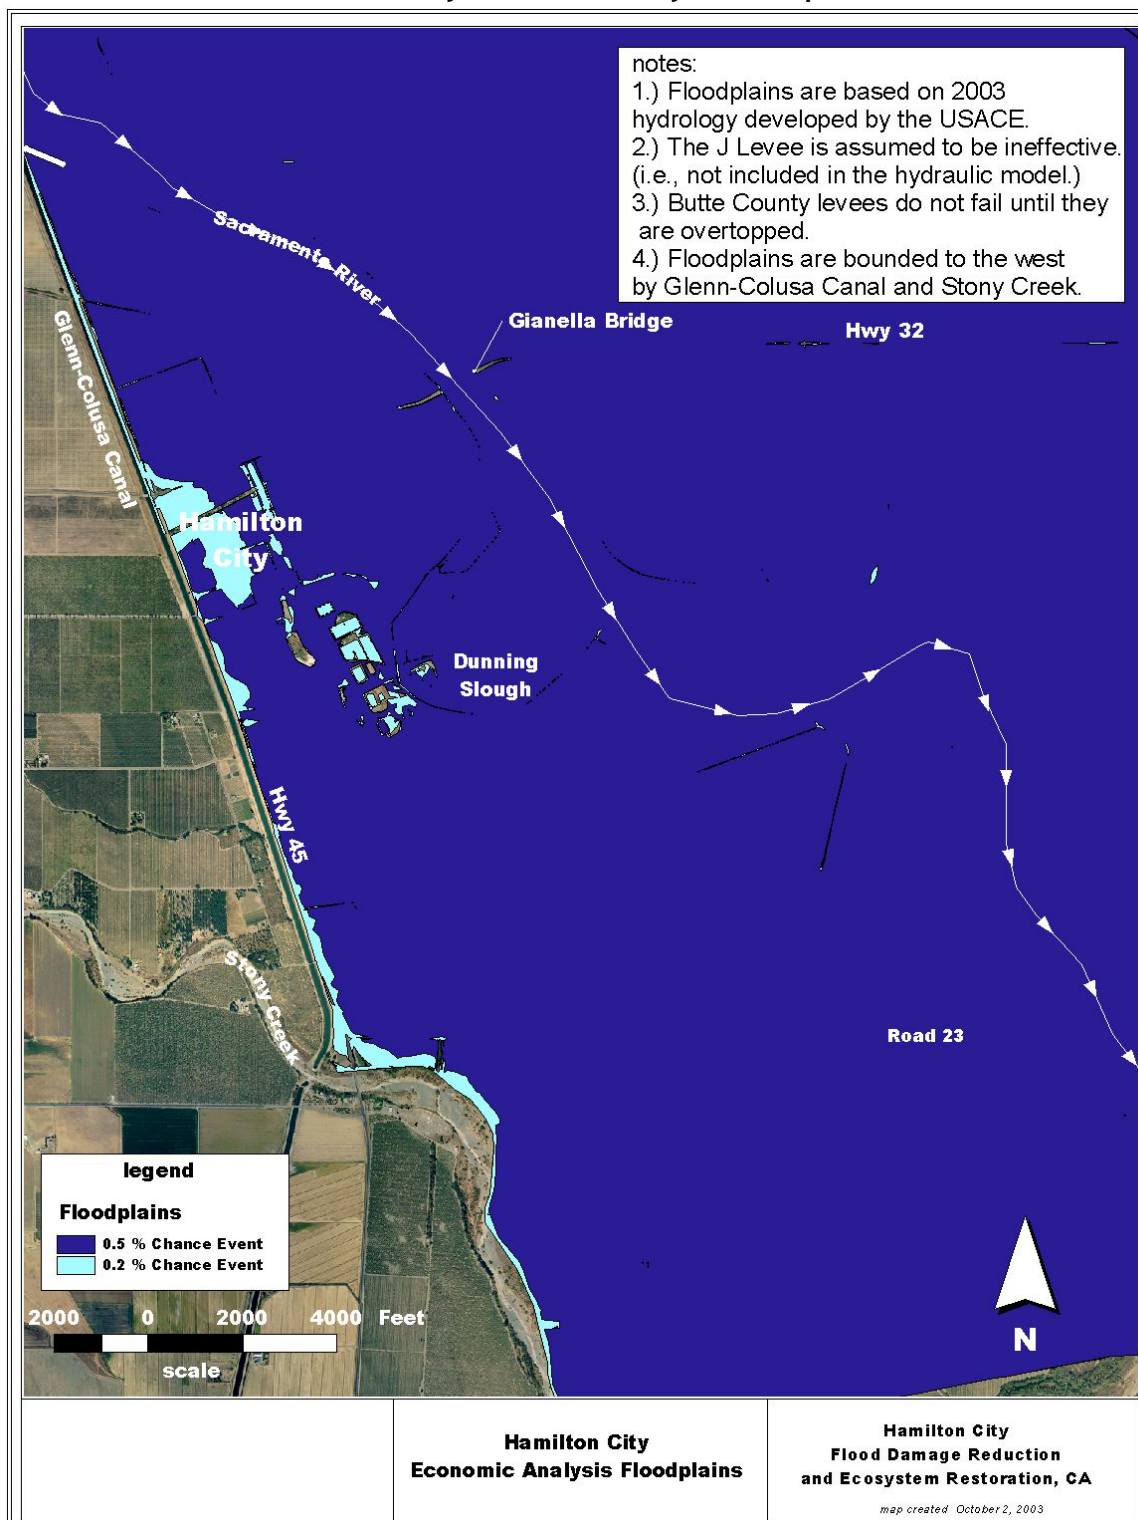 notes:
1.) Floodplains are based on 2003
hydrology developed by the USACE.
2.) The J Levee is assumed to be ineffective.
(i.e., not included in the hydraulic model.)
3.) Butte County levees do not fail until they
are overtopped.
4.) Floodplains are bounded to the west
by Glenn-Colusa Canal and Stony Creek.
Sacramento River
Gianella Bridge
Hwy 32
Glenn-Colusa Canal
Hamilton
City
Dunning
Slough
Hwy 45
Stony Creek
Road 23
legend
Floodplains
0.5 % Chance Event
0.2 % Chance Event
2000 0 2000 4000 Feet
scale
N
Hamilton City
Economic Analysis Floodplains
Hamilton City
Flood Damage Reduction
and Ecosystem Restoration, CA
map created October 2, 2003